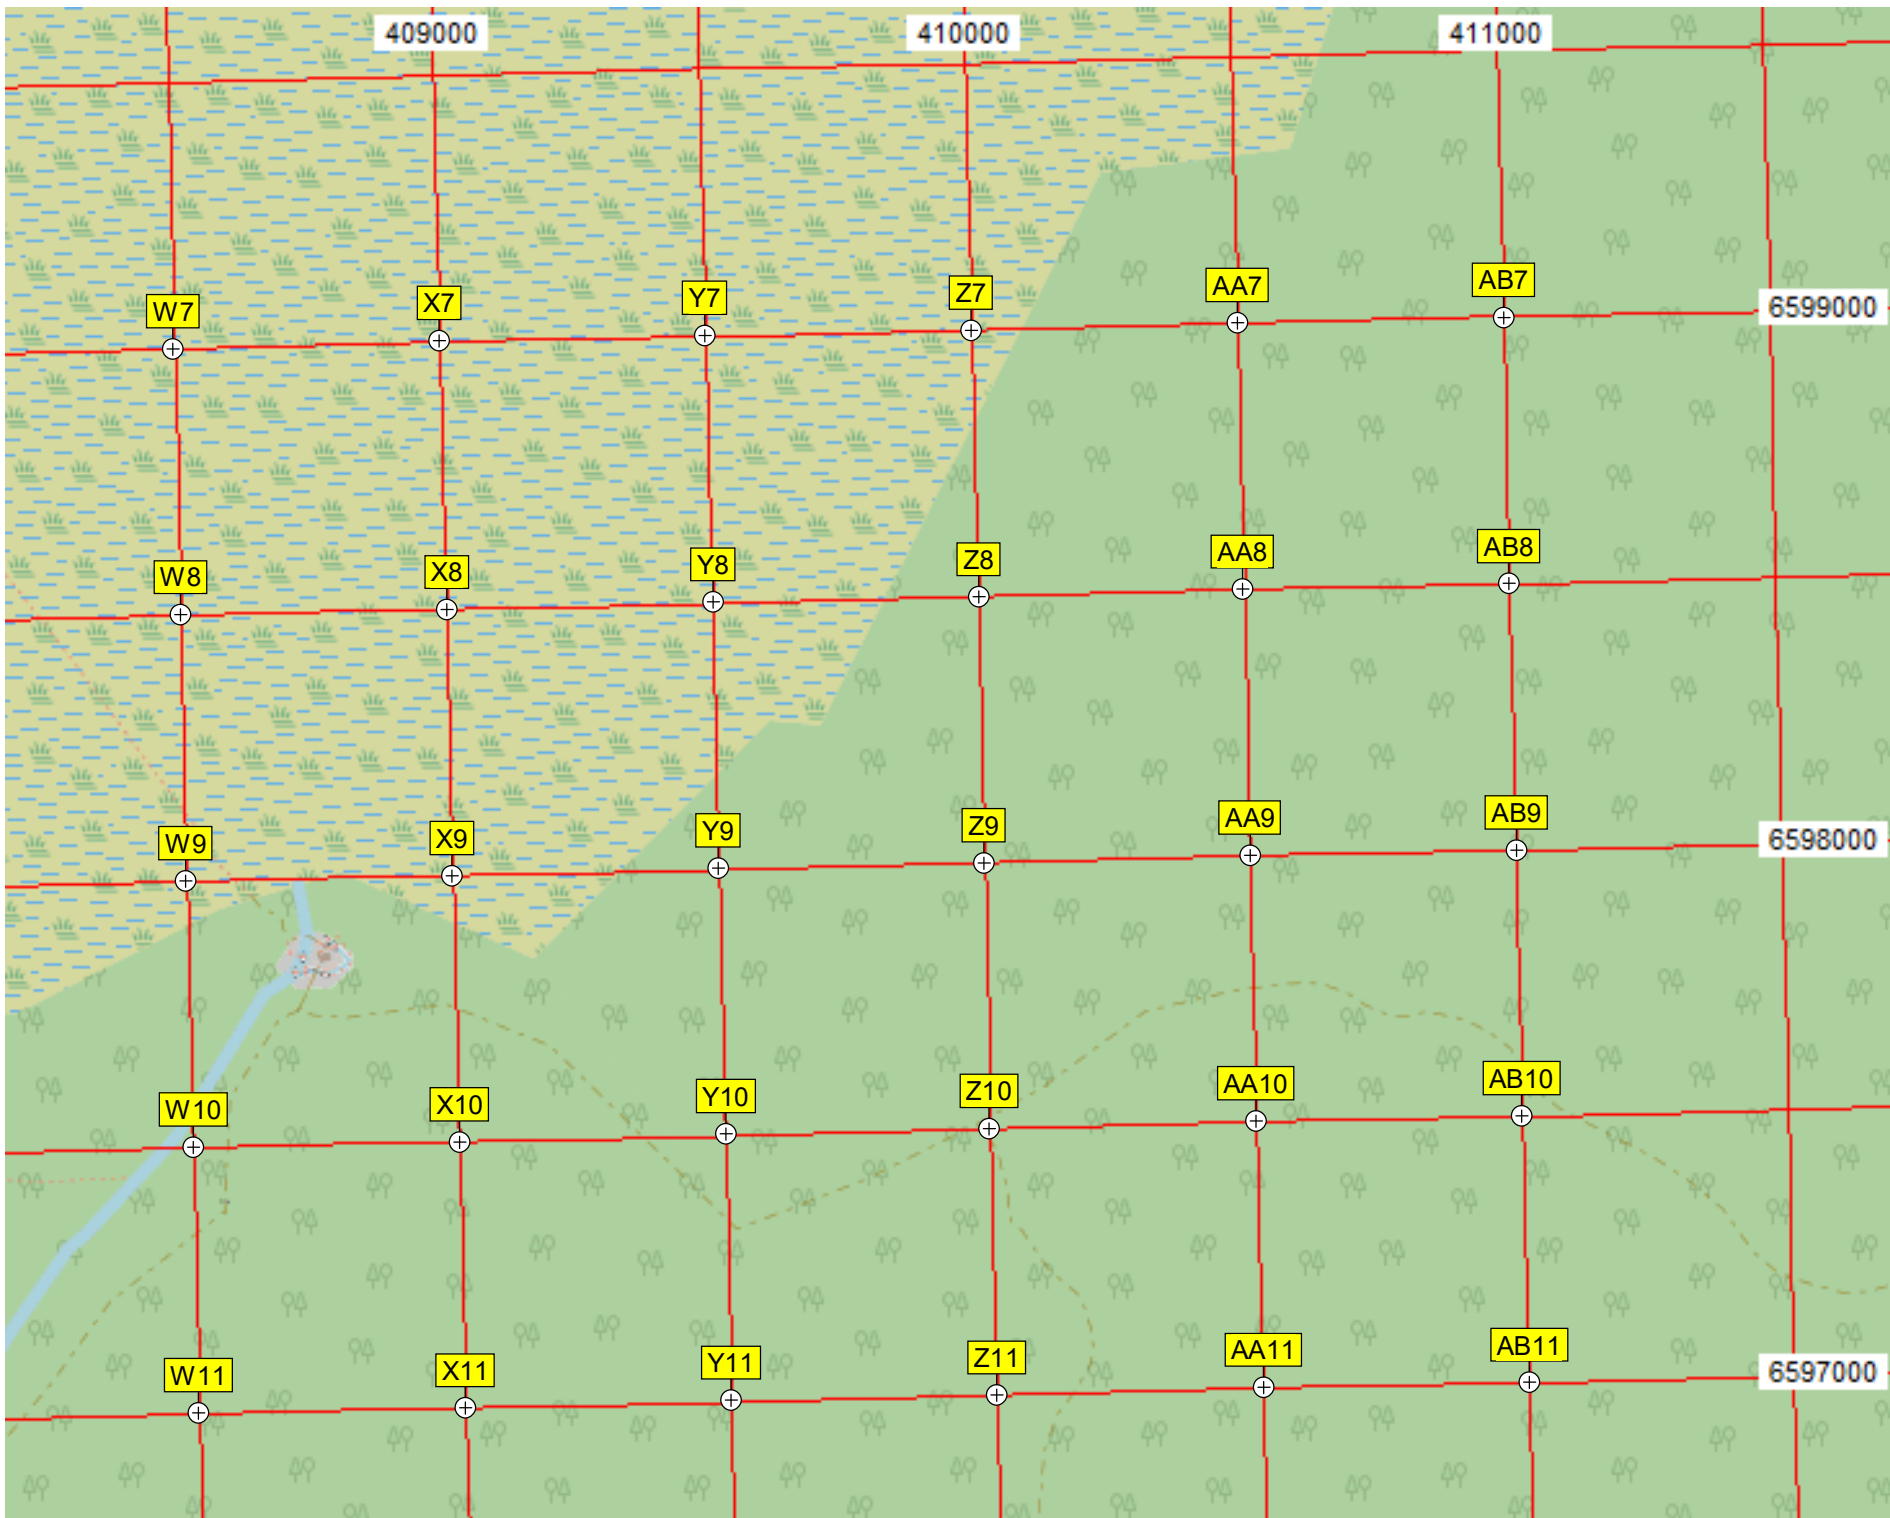 409000 410000 411000
W7 X7 Y7 Z7 AA7 AB7 6599000
W8 X8 Y8 Z8 AA8 AB8
W9 X9 Y9 Z9 AA9 AB9 6598000
W10 X10 Y10 Z10 AA10 AB10
W11 X11 Y11 Z11 AA11 AB11 6597000